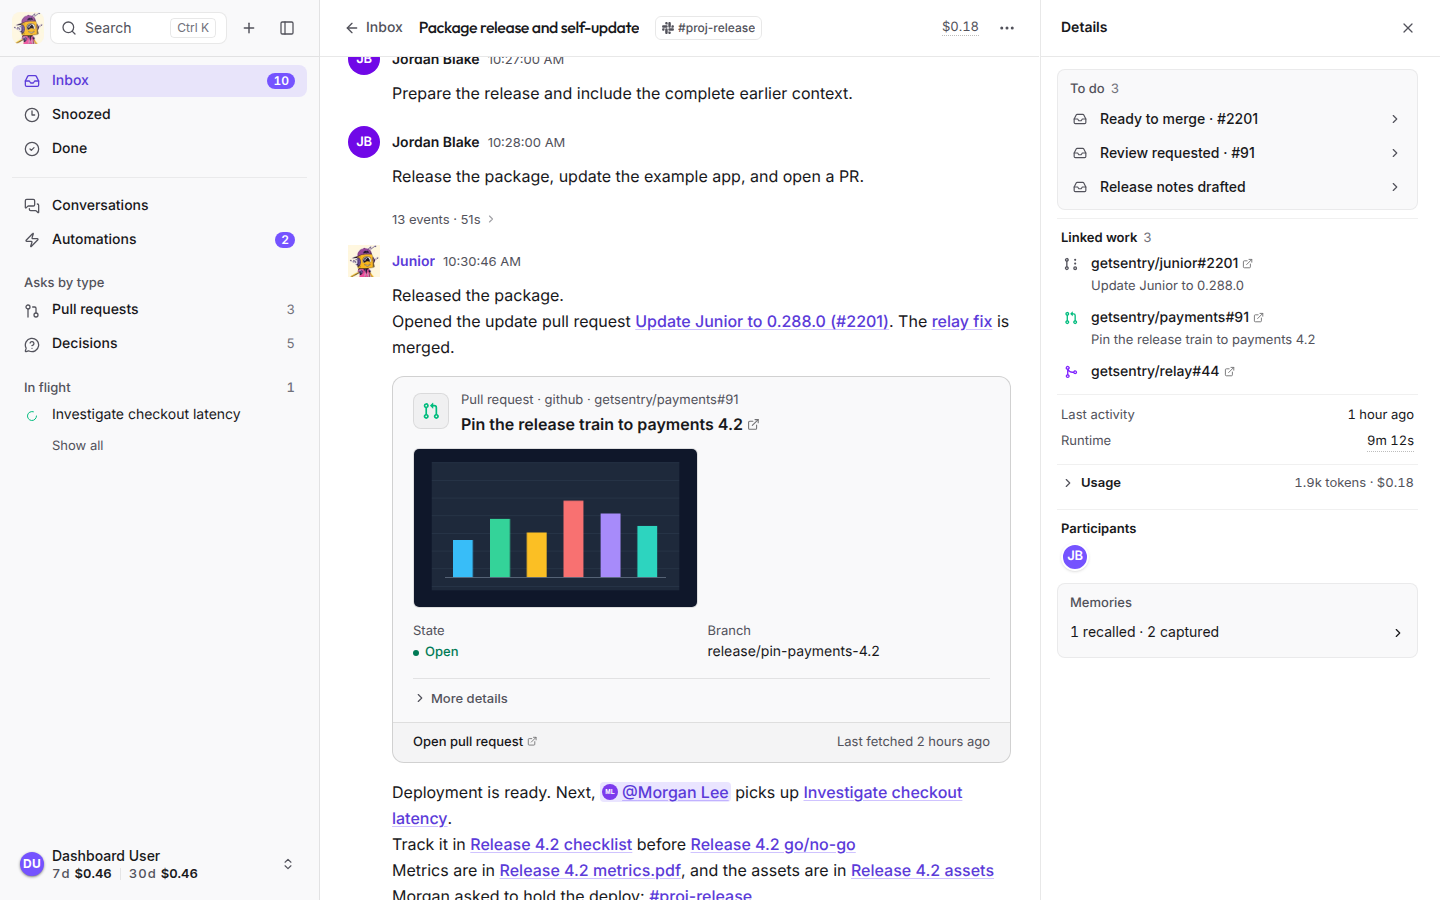 Search
Ctrl K
Inbox
10
Snoozed
Done
Conversations
Automations
2
Asks by type
Pull requests
3
Decisions
5
In flight
1
Investigate checkout latency
Show all
DU
Dashboard User
7d $0.46
30d $0.46
Inbox
Package release and self-update
#proj-release
$0.18
JB
Jordan Blake 10:27:00 AM
Prepare the release and include the complete earlier context.
JB
Jordan Blake 10:28:00 AM
Release the package, update the example app, and open a PR.
13 events · 51s
Junior 10:30:46 AM
Released the package.
Opened the update pull request Update Junior to 0.288.0 (#2201). The relay fix is
merged.
Pull request · github · getsentry/payments#91
Pin the release train to payments 4.2
State
Open
Branch
release/pin-payments-4.2
More details
Open pull request
Last fetched 2 hours ago
Deployment is ready. Next, ML @Morgan Lee picks up Investigate checkout
latency.
Track it in Release 4.2 checklist before Release 4.2 go/no-go
Metrics are in Release 4.2 metrics.pdf, and the assets are in Release 4.2 assets
Morgan asked to hold the deploy: #proj-release
Details
To do 3
Ready to merge · #2201
Review requested · #91
Release notes drafted
Linked work 3
getsentry/junior#2201
Update Junior to 0.288.0
getsentry/payments#91
Pin the release train to payments 4.2
getsentry/relay#44
Last activity
1 hour ago
Runtime
9m 12s
Usage
1.9k tokens · $0.18
Participants
JB
Memories
1 recalled · 2 captured